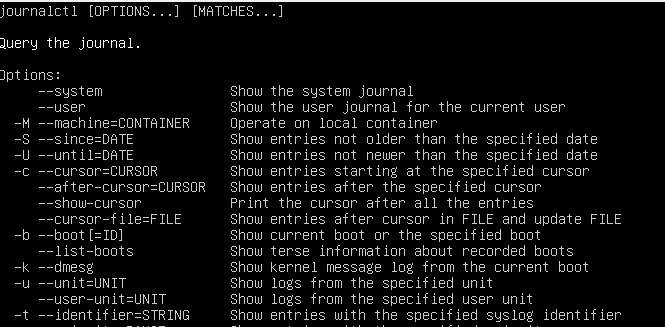 journalctl [OPTIONS...] [MATCHES...]
Query the journal.
Options:
--system Show the system journal
--user Show the user journal for the current user
-M --machine=CONTAINER Operate on local container
-S --since=DATE Show entries not older than the specified date
-U --until=DATE Show entries not newer than the specified date
-c --cursor=CURSOR Show entries starting at the specified cursor
--after-cursor=CURSOR Show entries after the specified cursor
--show-cursor Print the cursor after all the entries
--cursor-file=FILE Show entries after cursor in FILE and update FILE
-b --boot[=ID] Show current boot or the specified boot
--list-boots Show terse information about recorded boots
-k --dmesg Show kernel message log from the current boot
-u --unit=UNIT Show logs from the specified unit
--user-unit=UNIT Show logs from the specified user unit
-t --identifier=STRING Show entries with the specified syslog identifier